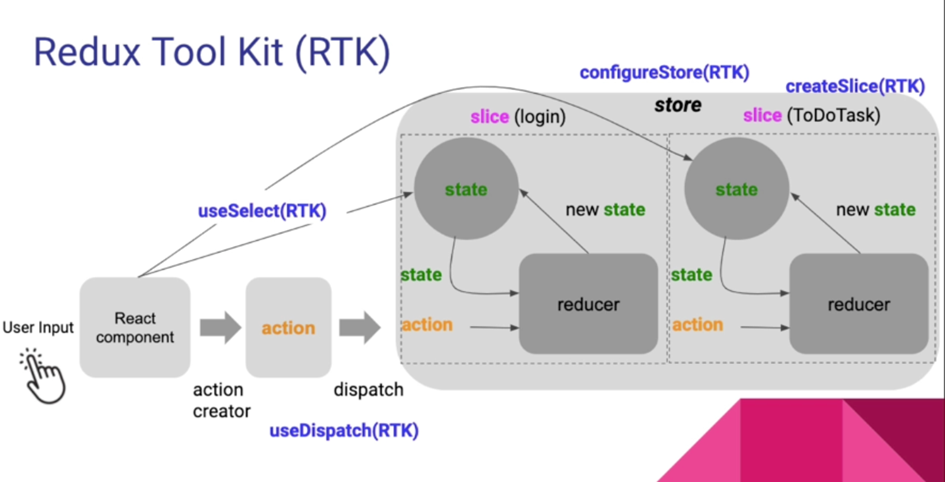 Redux Tool Kit (RTK)
configureStore(RTK)
createSlice(RTK)
store
slice (login)
slice (ToDoTask)
state
state
useSelect(RTK)
new state
new state
state
state
User Input
React
component
action
action
action
reducer
reducer
action
creator
dispatch
useDispatch(RTK)